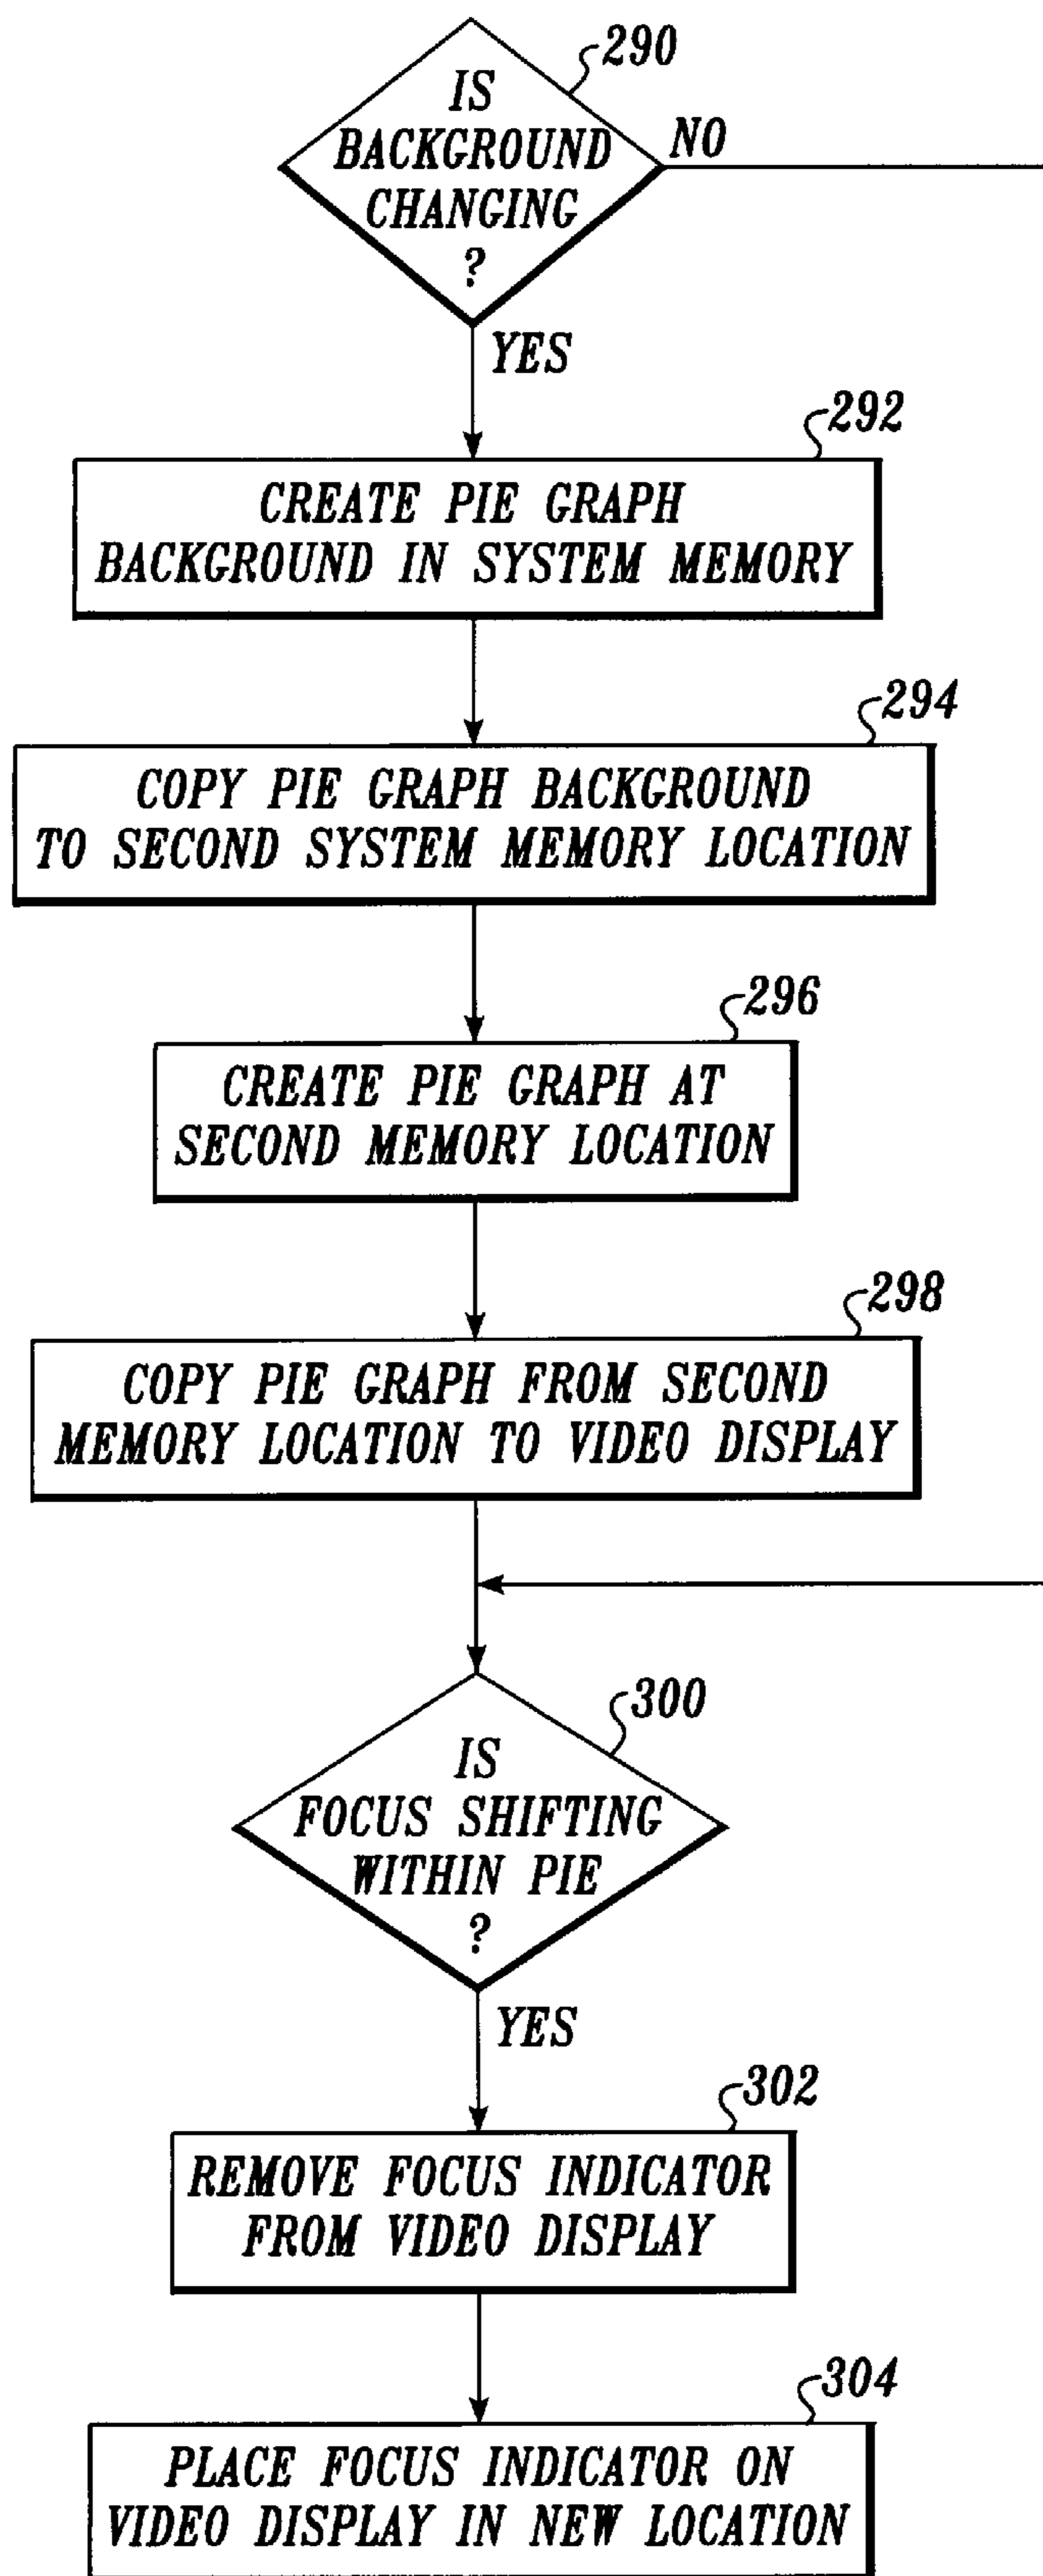 290
IS
BACKGROUND
CHANGING
?
NO
YES
292
CREATE PIE GRAPH
BACKGROUND IN SYSTEM MEMORY
294
COPY PIE GRAPH BACKGROUND
TO SECOND SYSTEM MEMORY LOCATION
296
CREATE PIE GRAPH AT
SECOND MEMORY LOCATION
298
COPY PIE GRAPH FROM SECOND
MEMORY LOCATION TO VIDEO DISPLAY
300
IS
FOCUS SHIFTING
WITHIN PIE
?
YES
302
REMOVE FOCUS INDICATOR
FROM VIDEO DISPLAY
304
PLACE FOCUS INDICATOR ON
VIDEO DISPLAY IN NEW LOCATION